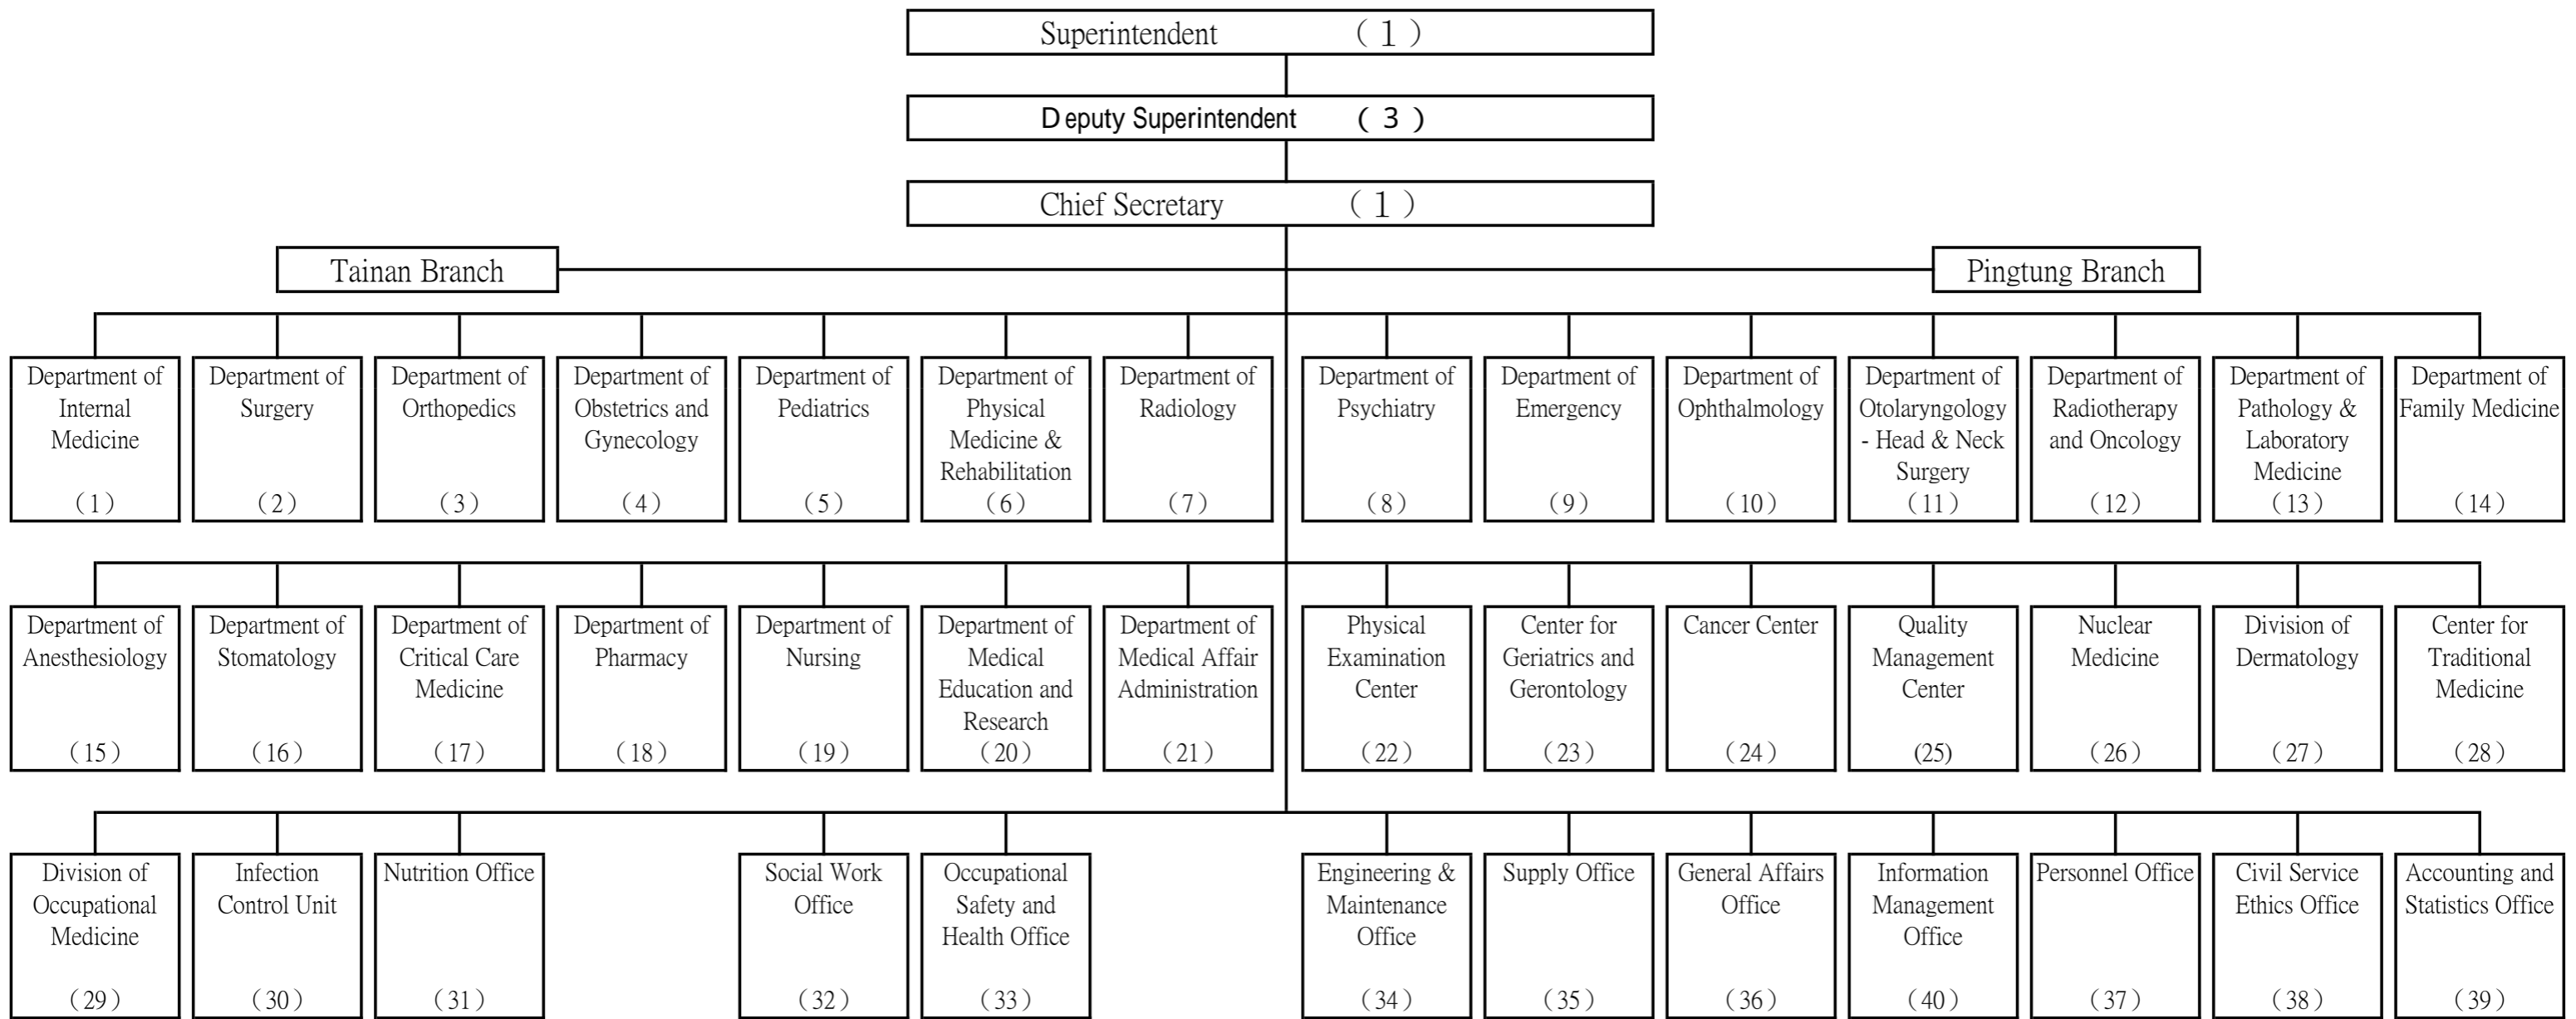 Superintendent （1）
Deputy Superintendent （3）
Chief Secretary （1）
Tainan Branch
Pingtung Branch
Department of
Internal
Medicine
（1）
Department of
Surgery
（2）
Department of
Orthopedics
（3）
Department of
Obstetrics and
Gynecology
（4）
Department of
Pediatrics
（5）
Department of
Physical
Medicine &
Rehabilitation
（6）
Department of
Radiology
（7）
Department of
Psychiatry
（8）
Department of
Emergency
（9）
Department of
Ophthalmology
（10）
Department of
Otolaryngology
- Head & Neck
Surgery
（11）
Department of
Radiotherapy
and Oncology
（12）
Department of
Pathology &
Laboratory
Medicine
（13）
Department of
Family Medicine
（14）
Department of
Anesthesiology
（15）
Department of
Stomatology
（16）
Department of
Critical Care
Medicine
（17）
Department of
Pharmacy
（18）
Department of
Nursing
（19）
Department of
Medical
Education and
Research
（20）
Department of
Medical Affair
Administration
（21）
Physical
Examination
Center
（22）
Center for
Geriatrics and
Gerontology
（23）
Cancer Center
（24）
Quality
Management
Center
(25)
Nuclear
Medicine
（26）
Division of
Dermatology
（27）
Center for
Traditional
Medicine
（28）
Division of
Occupational
Medicine
（29）
Infection
Control Unit
（30）
Nutrition Office
（31）
Social Work
Office
（32）
Occupational
Safety and
Health Office
（33）
Engineering &
Maintenance
Office
（34）
Supply Office
（35）
General Affairs
Office
（36）
Information
Management
Office
（40）
Personnel Office
（37）
Civil Service
Ethics Office
（38）
Accounting and
Statistics Office
（39）